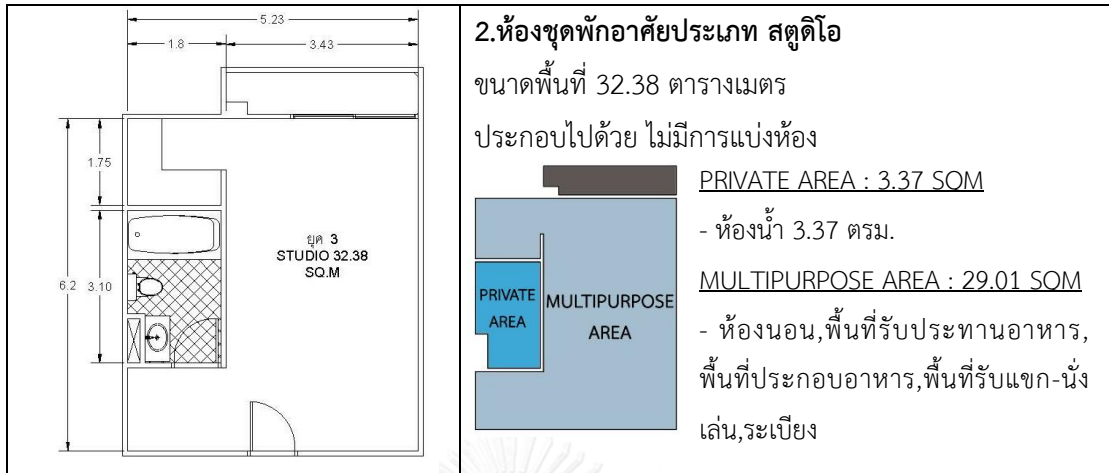 5.23
1.8
3.43
1.75
6.2
3.10
ยุค 3
STUDIO 32.38
SQ.M
2.ห้องชุดพักอาศัยประเภท สตูดิโอ
ขนาดพื้นที่ 32.38 ตารางเมตร
ประกอบไปด้วย ไม่มีการแบ่งห้อง
PRIVATE
AREA
MULTIPURPOSE
AREA
PRIVATE AREA : 3.37 SQM
- ห้องน้ำ 3.37 ตรม.
MULTIPURPOSE AREA : 29.01 SQM
- ห้องนอน,พื้นที่รับประทานอาหาร,
พื้นที่ประกอบอาหาร,พื้นที่รับแขก-นั่ง
เล่น,ระเบียง